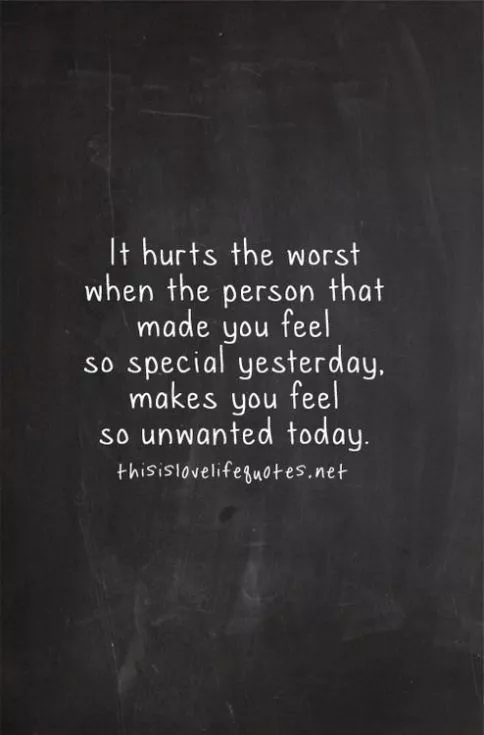 It hurts the worst
when the person that
made you feel
so special yesterday,
makes you feel
so unwanted today.
thisislovelifequotes.net